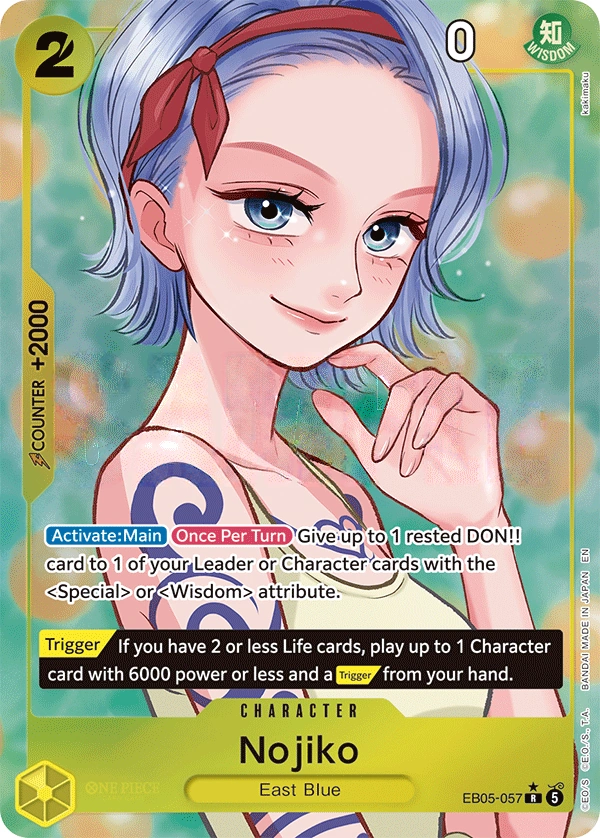 2
0
知
WISDOM
kakimaku
COUNTER +2000
Activate:Main Once Per Turn Give up to 1 rested DON!!
card to 1 of your Leader or Character cards with the
<Special> or <Wisdom> attribute.
Trigger If you have 2 or less Life cards, play up to 1 Character
card with 6000 power or less and a Trigger from your hand.
CHARACTER
Nojiko
East Blue
ONE PIECE
EB05-057 R 5
©E.O/S ©E.O./S., T.A. BANDAI MADE IN JAPAN EN